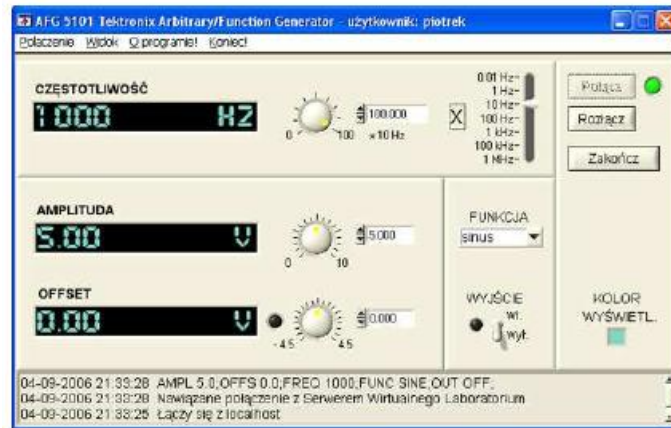 AFG 5101 Tektronix Arbitrary/Function Generator - użytkownik: piotrek
Połaczenie Widok O programie! Koniec!
CZĘSTOTLIWOŚĆ
1000 HZ
0 100
100.000
x 10 Hz
X
0.01 Hz
1 Hz
10 Hz
100 Hz
1 kHz
100 kHz
1 MHz
Połącz
Rozłącz
Zakończ
AMPLITUDA
5.00 V
0 10
5.000
FUNKCJA
sinus
OFFSET
0.00 V
-4.5 4.5
0.000
WYJŚCIE
wł.
wył.
KOLOR
WYŚWIETL.
04-09-2006 21:33:28 AMPL 5.0;OFFS 0.0;FREQ 1000;FUNC SINE;OUT OFF;
04-09-2006 21:33:28 Nawiązane połączenie z Serwerem Wirtualnego Laboratorium
04-09-2006 21:33:25 Łączy się z localhost